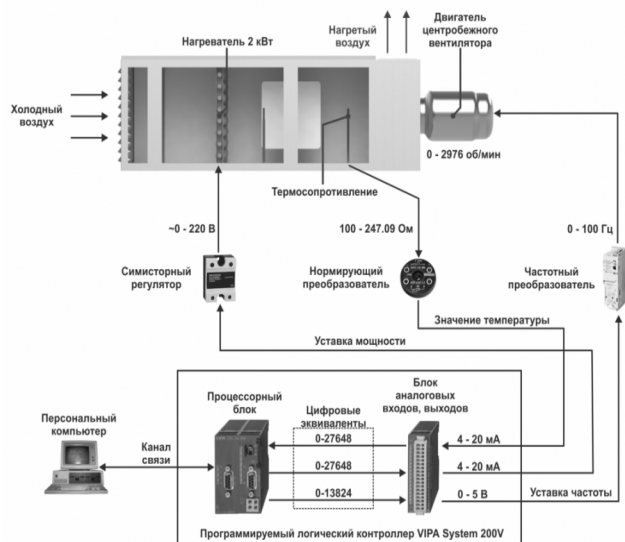 Нагретый
воздух
Двигатель
центробежного
вентилятора
Нагреватель 2 кВт
Холодный
воздух
0 - 2976 об/мин
Термосопротивление
~0 - 220 В
100 - 247.09 Ом
0 - 100 Гц
Симисторный
регулятор
Нормирующий
преобразователь
Частотный
преобразователь
Значение температуры
Уставка мощности
Процессорный
блок
Цифровые
эквиваленты
Блок
аналоговых
входов, выходов
Персональный
компьютер
Канал
связи
0-27648
4 - 20 мА
0-27648
4 - 20 мА
0-13824
0 - 5 В
Уставка частоты
Программируемый логический контроллер VIPA System 200V